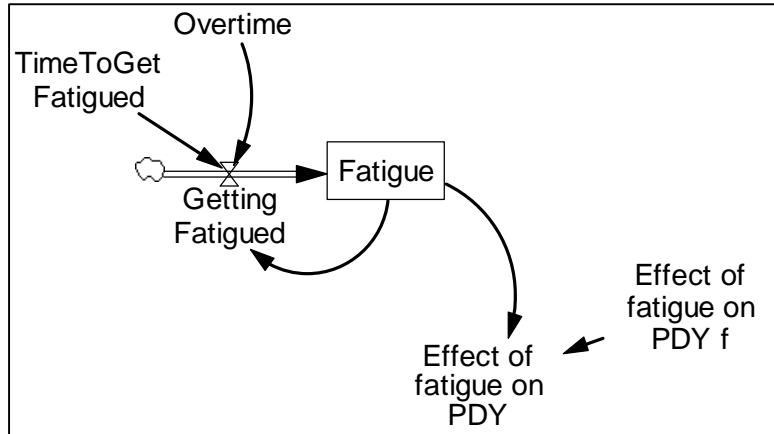 Overtime
TimeToGet
Fatigued
Fatigue
Getting
Fatigued
Effect of
fatigue on
PDY f
Effect of
fatigue on
PDY